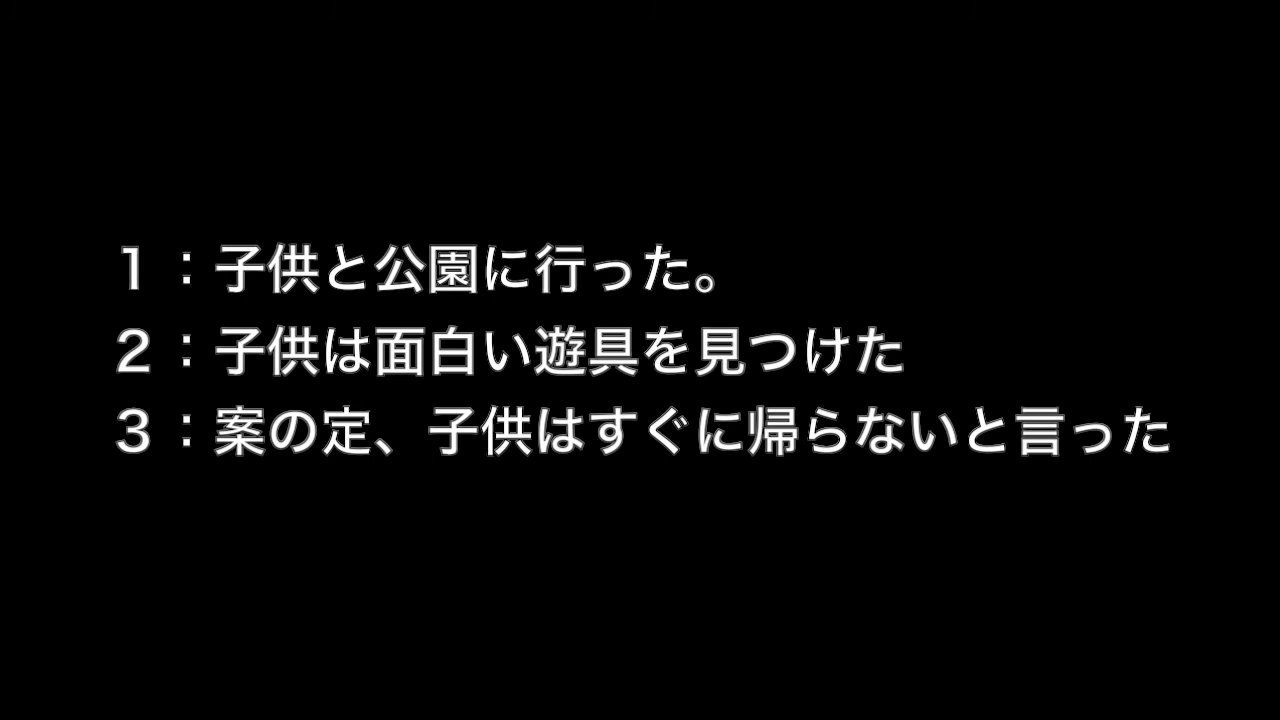 １：子供と公園に行った。
２：子供は面白い遊具を見つけた
３：案の定、子供はすぐに帰らないと言った